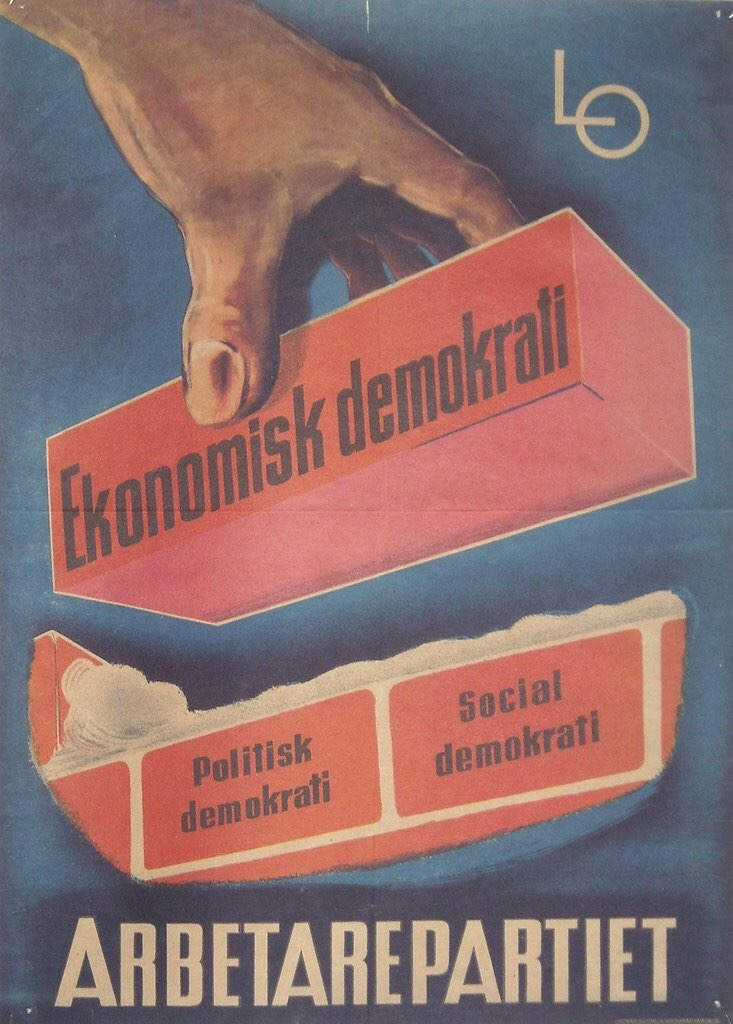 LO
Ekonomisk demokrati
Politisk
demokrati
Social
demokrati
ARBETAREPARTIET